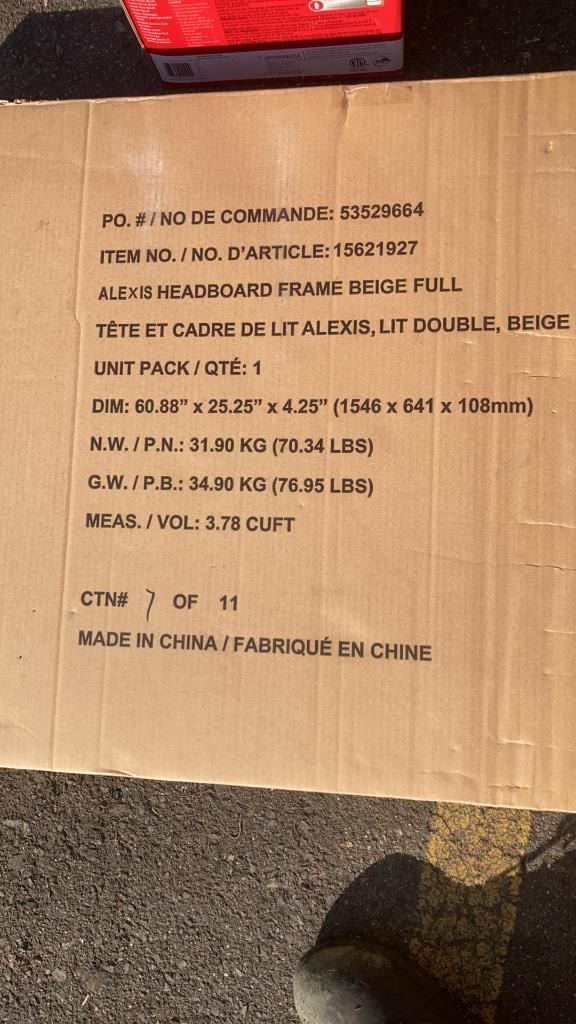 PO. # / NO DE COMMANDE: 53529664
ITEM NO. / NO. D'ARTICLE: 15621927
ALEXIS HEADBOARD FRAME BEIGE FULL
TÊTE ET CADRE DE LIT ALEXIS, LIT DOUBLE, BEIGE
UNIT PACK / QTÉ: 1
DIM: 60.88” x 25.25” x 4.25” (1546 x 641 x 108mm)
N.W. / P.N.: 31.90 KG (70.34 LBS)
G.W. / P.B.: 34.90 KG (76.95 LBS)
MEAS. / VOL: 3.78 CUFT
CTN# 7 OF 11
MADE IN CHINA / FABRIQUÉ EN CHINE